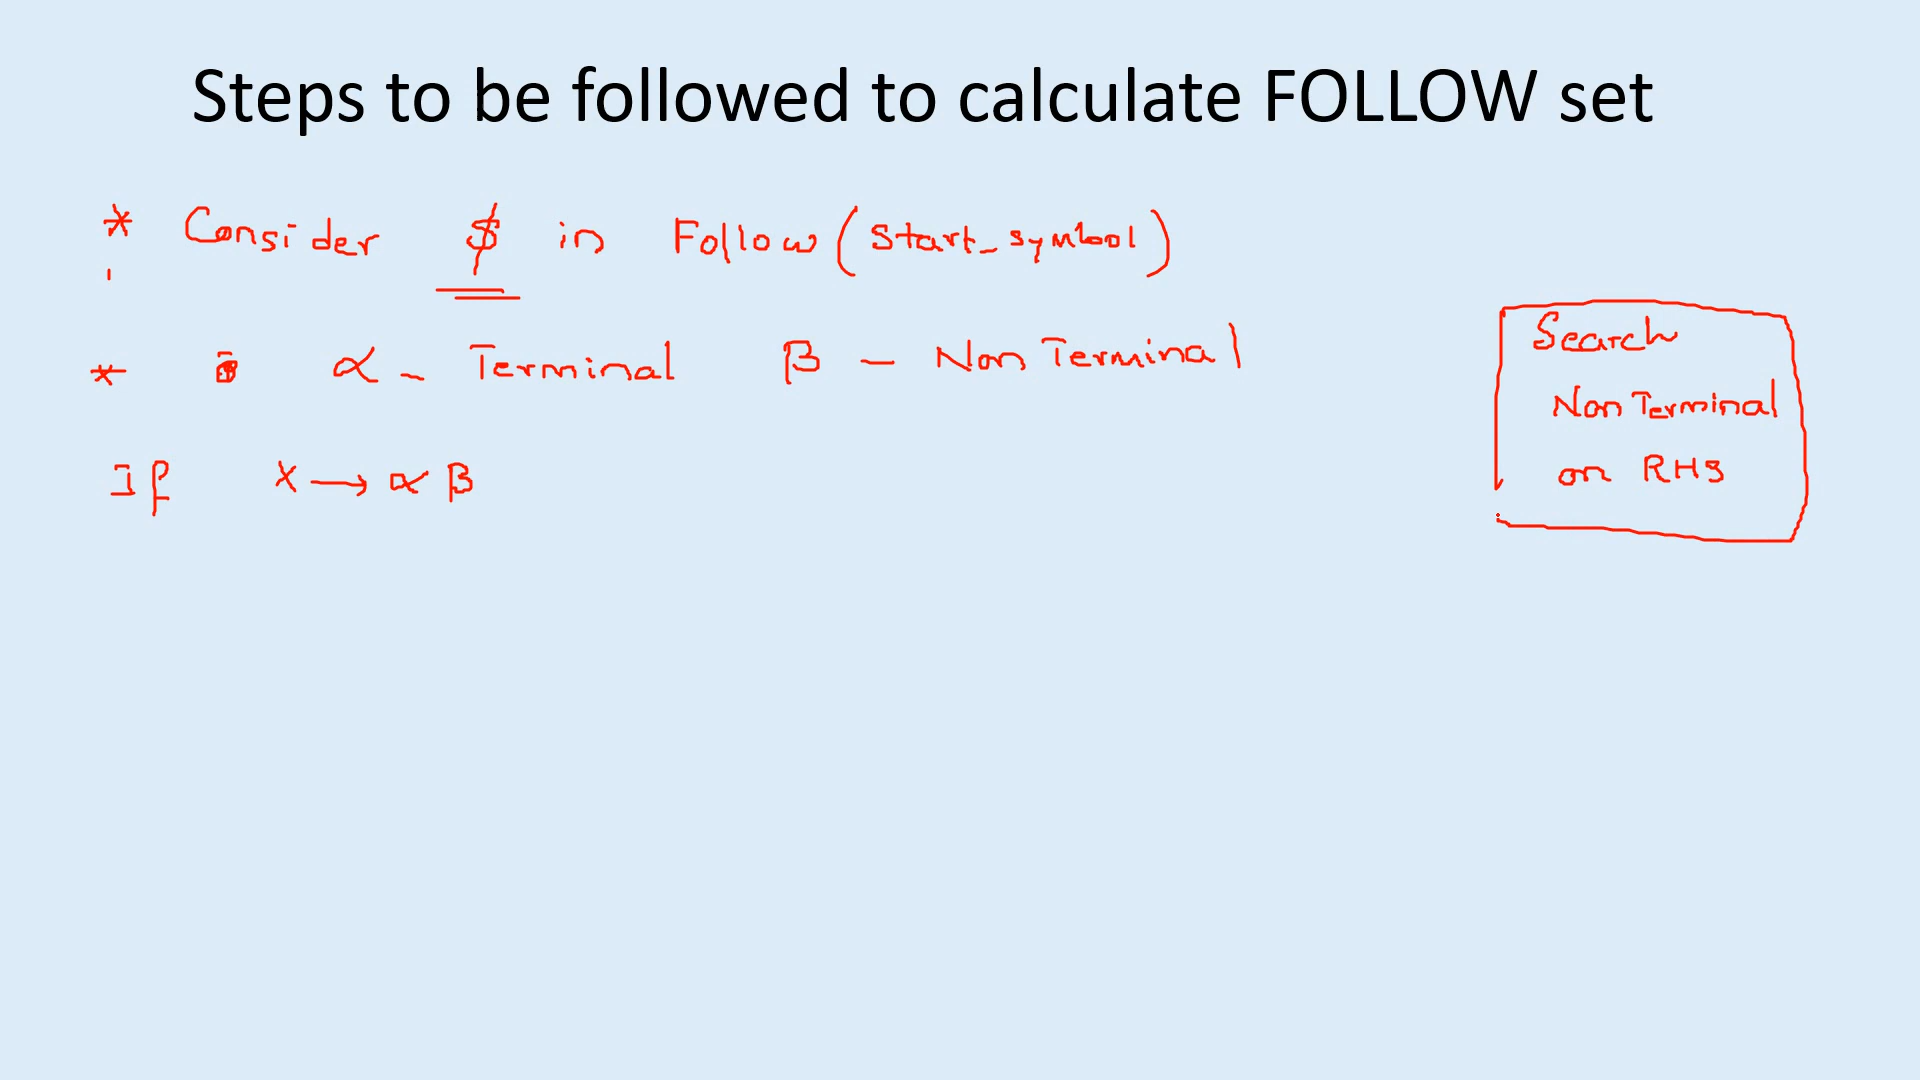 Steps to be followed to calculate FOLLOW set
* Consider $ in Follow (Start_symbol)
* α - Terminal β - Non Terminal
If X → α β
Search
Non Terminal
on RHS